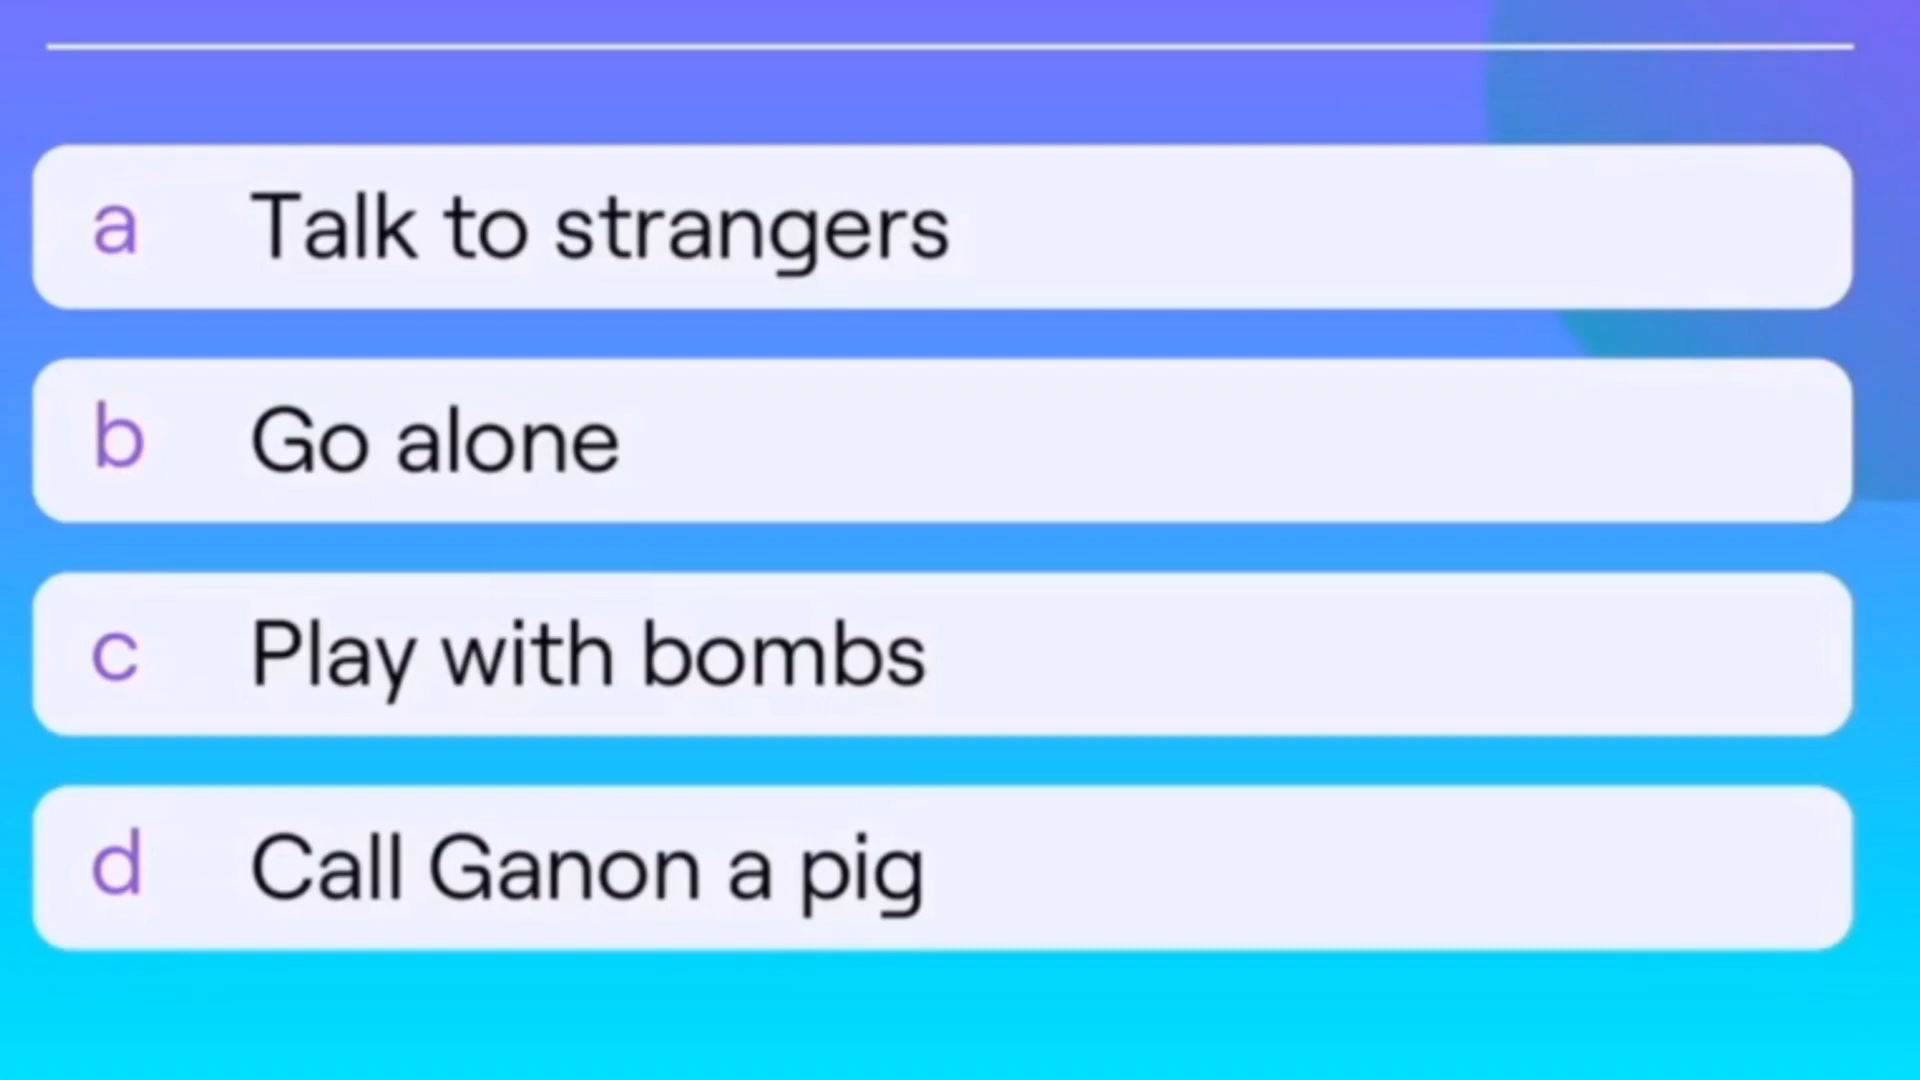 a Talk to strangers
b Go alone
c Play with bombs
d Call Ganon a pig